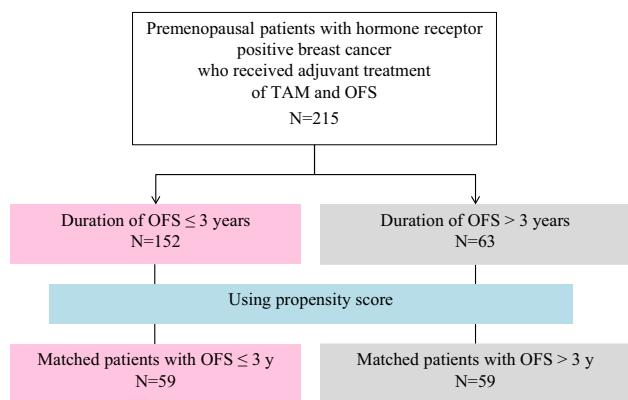 Premenopausal patients with hormone receptor
positive breast cancer
who received adjuvant treatment
of TAM and OFS
N=215
Duration of OFS ≤ 3 years
N=152
Duration of OFS > 3 years
N=63
Using propensity score
Matched patients with OFS ≤ 3 y
N=59
Matched patients with OFS > 3 y
N=59